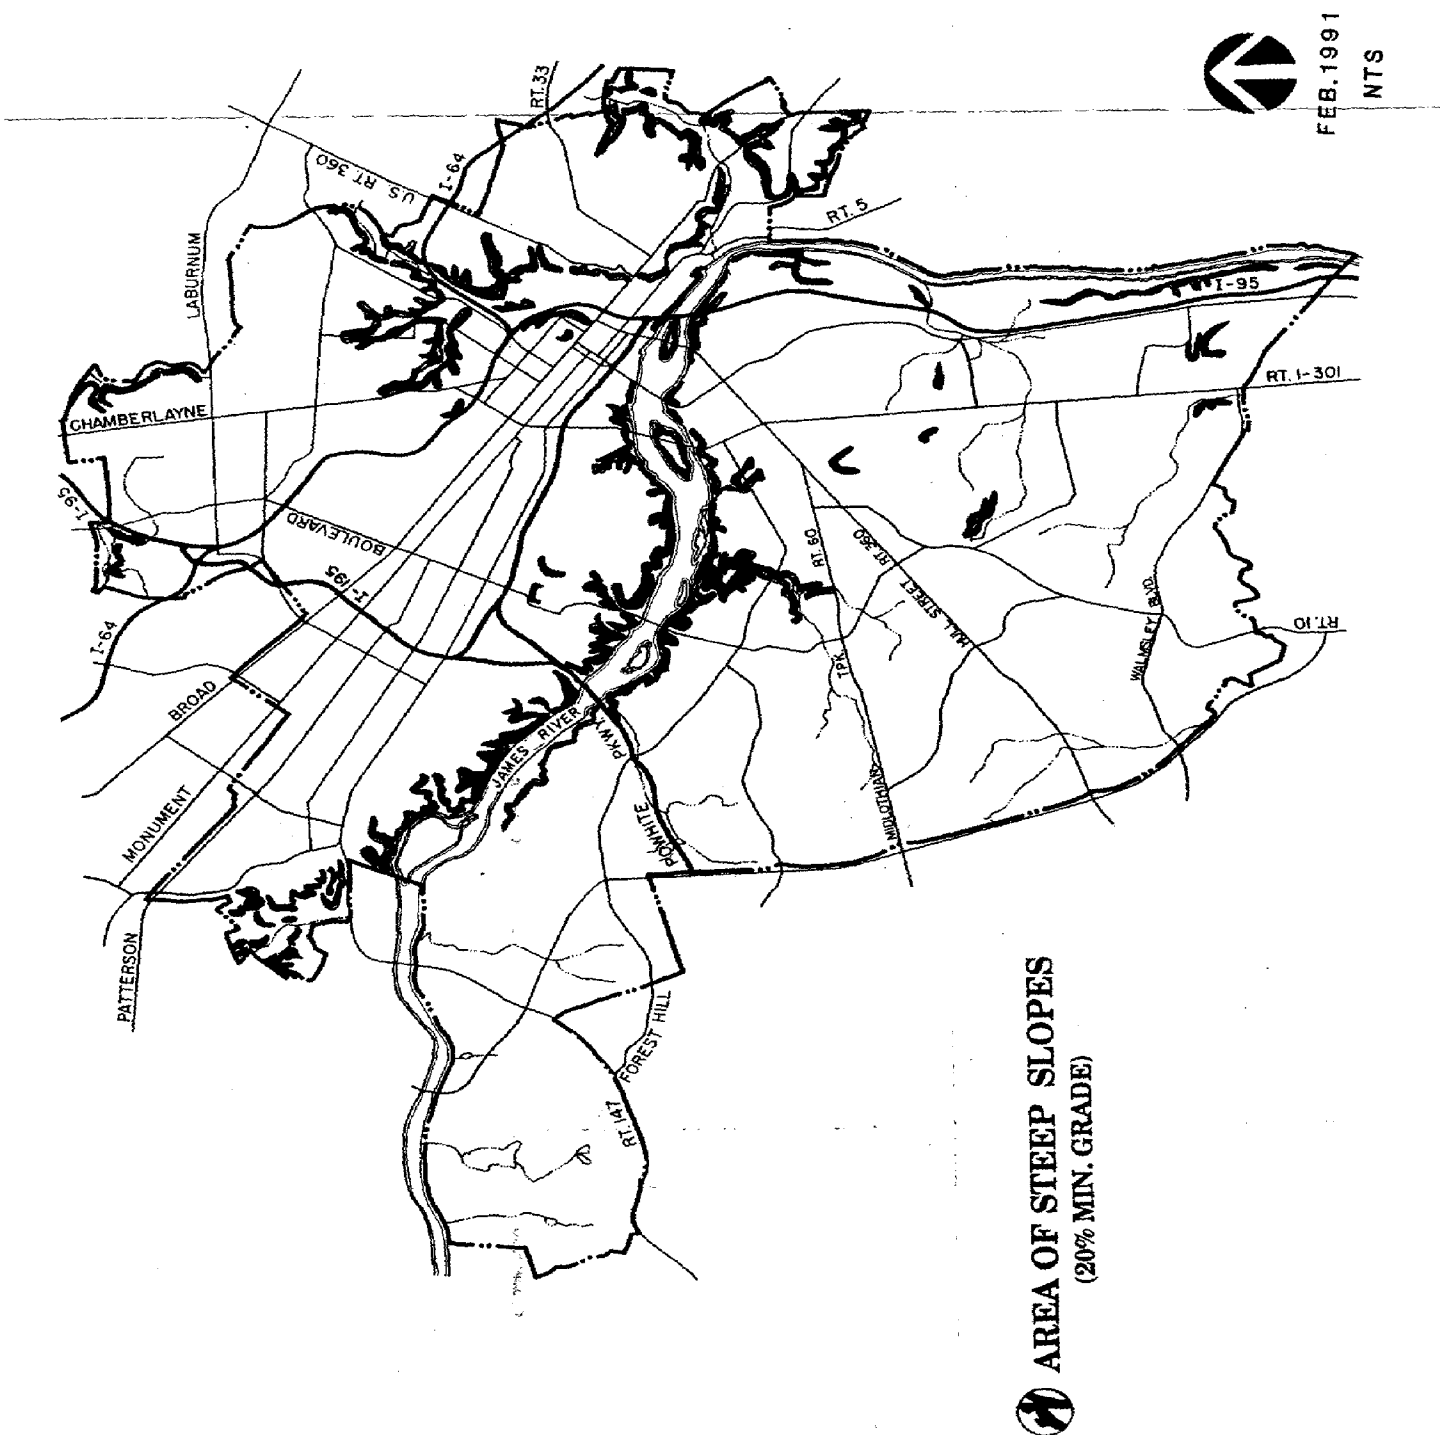 FEB. 1991
NTS
RT. 33
U.S. RT. 360
I-64
LABURNUM
RT. 5
I-95
RT. 1-301
CHAMBERLAYNE
I-95
BOULEVARD
I-195
I-64
RT. 60
RT. 360
HULL STREET
WALMSLEY BLVD.
RT. 10
BROAD
JAMES RIVER
PKWY
POWHITE
TPK.
MIDLOTHIAN
MONUMENT
PATTERSON
FOREST HILL
RT. 147
AREA OF STEEP SLOPES
(20% MIN. GRADE)